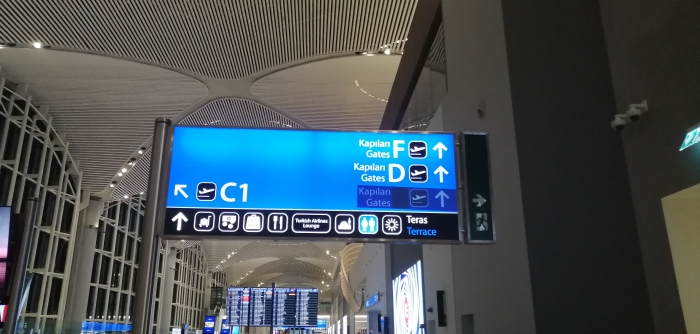 Kapıları F
Gates
Kapıları D
Gates
Kapıları
Gates
C1
Turkish Airlines
Lounge
Teras
Terrace